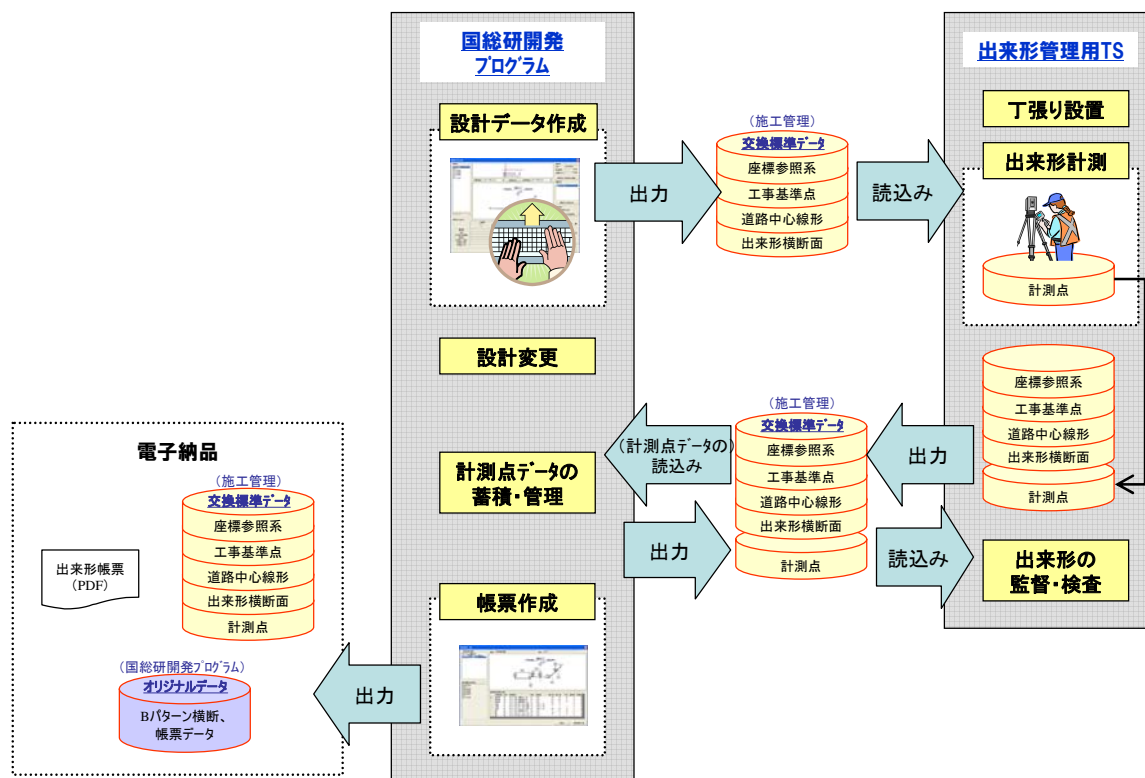 国総研開発
プログラム
設計データ作成
設計変更
計測点データの
蓄積・管理
帳票作成
出力
(施工管理)
交換標準データ
座標参照系
工事基準点
道路中心線形
出来形横断面
読込み
出来形管理用TS
丁張り設置
出来形計測
計測点
座標参照系
工事基準点
道路中心線形
出来形横断面
計測点
出力
(施工管理)
交換標準データ
座標参照系
工事基準点
道路中心線形
出来形横断面
計測点
(計測点データの)
読込み
出力
読込み
出来形の
監督・検査
出力
電子納品
(施工管理)
交換標準データ
座標参照系
工事基準点
道路中心線形
出来形横断面
計測点
出来形帳票
(PDF)
(国総研開発プログラム)
オリジナルデータ
Bパターン横断、
帳票データ